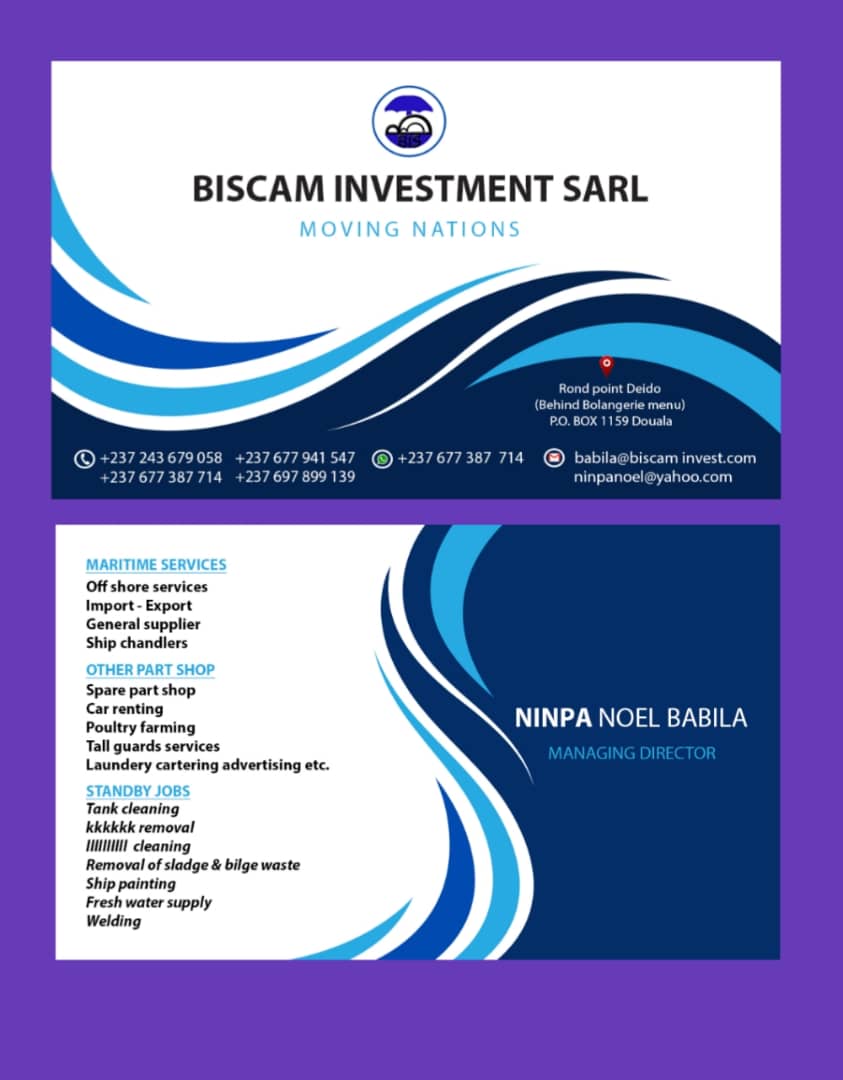 BIS
BISCAM INVESTMENT SARL
MOVING NATIONS
Rond point Deido
(Behind Bolangerie menu)
P.O. BOX 1159 Douala
+237 243 679 058 +237 677 941 547 +237 677 387 714 babila@biscam invest.com
+237 677 387 714 +237 697 899 139 ninpanoel@yahoo.com
MARITIME SERVICES
Off shore services
Import - Export
General supplier
Ship chandlers
OTHER PART SHOP
Spare part shop
Car renting
Poultry farming
Tall guards services
Laundery cartering advertising etc.
STANDBY JOBS
Tank cleaning
kkkkkk removal
llllllllll cleaning
Removal of sladge & bilge waste
Ship painting
Fresh water supply
Welding
NINPA NOEL BABILA
MANAGING DIRECTOR